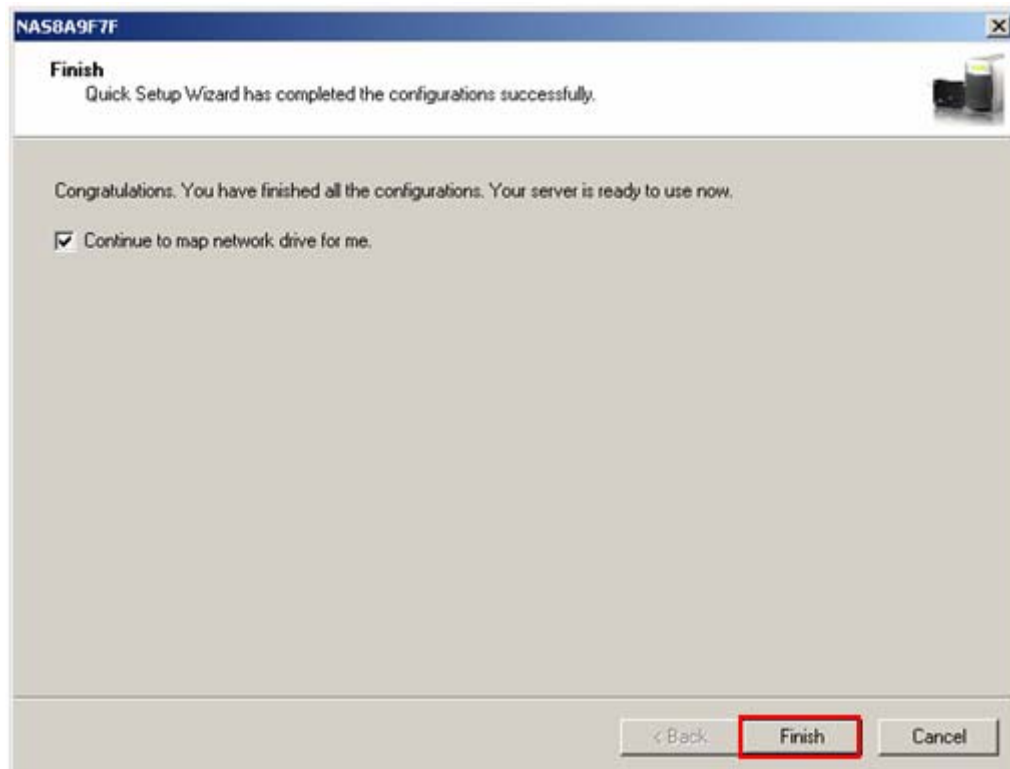 NAS8A9F7F
Finish
Quick Setup Wizard has completed the configurations successfully.
Congratulations. You have finished all the configurations. Your server is ready to use now.
Continue to map network drive for me.
< Back
Finish
Cancel